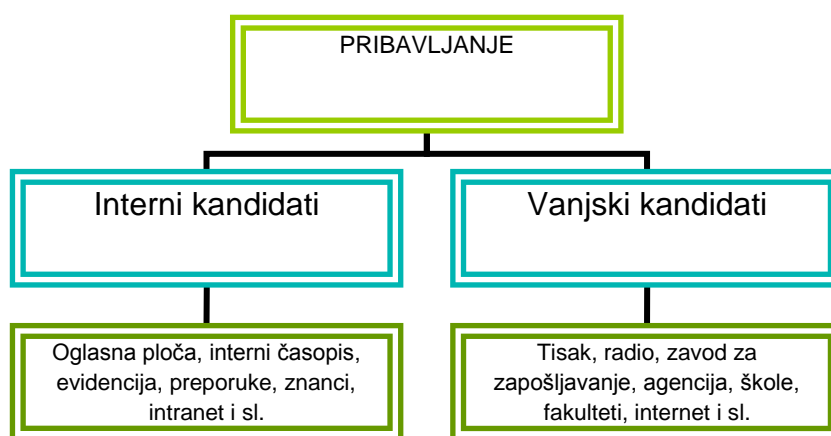 PRIBAVLJANJE
Interni kandidati
Vanjski kandidati
Oglasna ploča, interni časopis,
evidencija, preporuke, znanci,
intranet i sl.
Tisak, radio, zavod za
zapošljavanje, agencija, škole,
fakulteti, internet i sl.